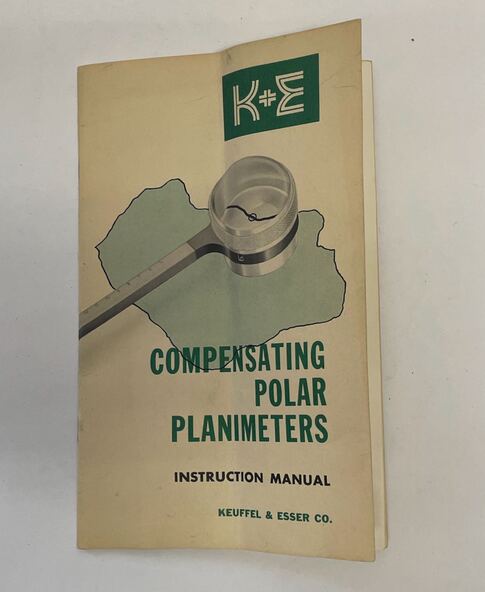 K+E
COMPENSATING
POLAR
PLANIMETERS
INSTRUCTION MANUAL
KEUFFEL & ESSER CO.